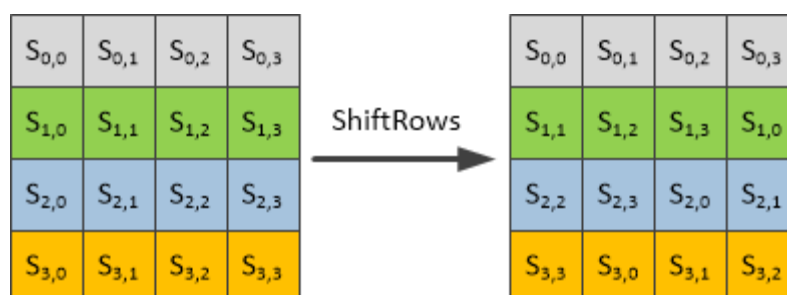 S0,0 S0,1 S0,2 S0,3 S0,0 S0,1 S0,2 S0,3
S1,0 S1,1 S1,2 S1,3 ShiftRows S1,1 S1,2 S1,3 S1,0
S2,0 S2,1 S2,2 S2,3 S2,2 S2,3 S2,0 S2,1
S3,0 S3,1 S3,2 S3,3 S3,3 S3,0 S3,1 S3,2